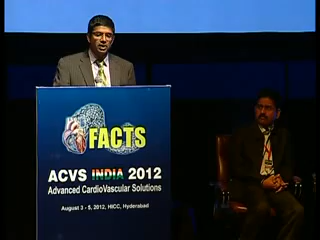 FACTS
ACVS INDIA 2012
Advanced CardioVascular Solutions
August 3 - 5, 2012, HICC, Hyderabad